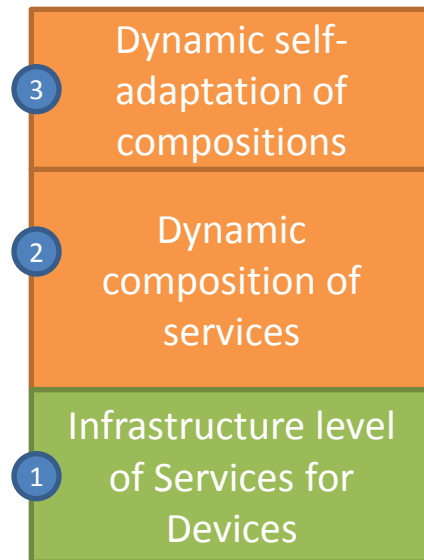 3
Dynamic self-
adaptation of
compositions
2
Dynamic
composition of
services
1
Infrastructure level
of Services for
Devices